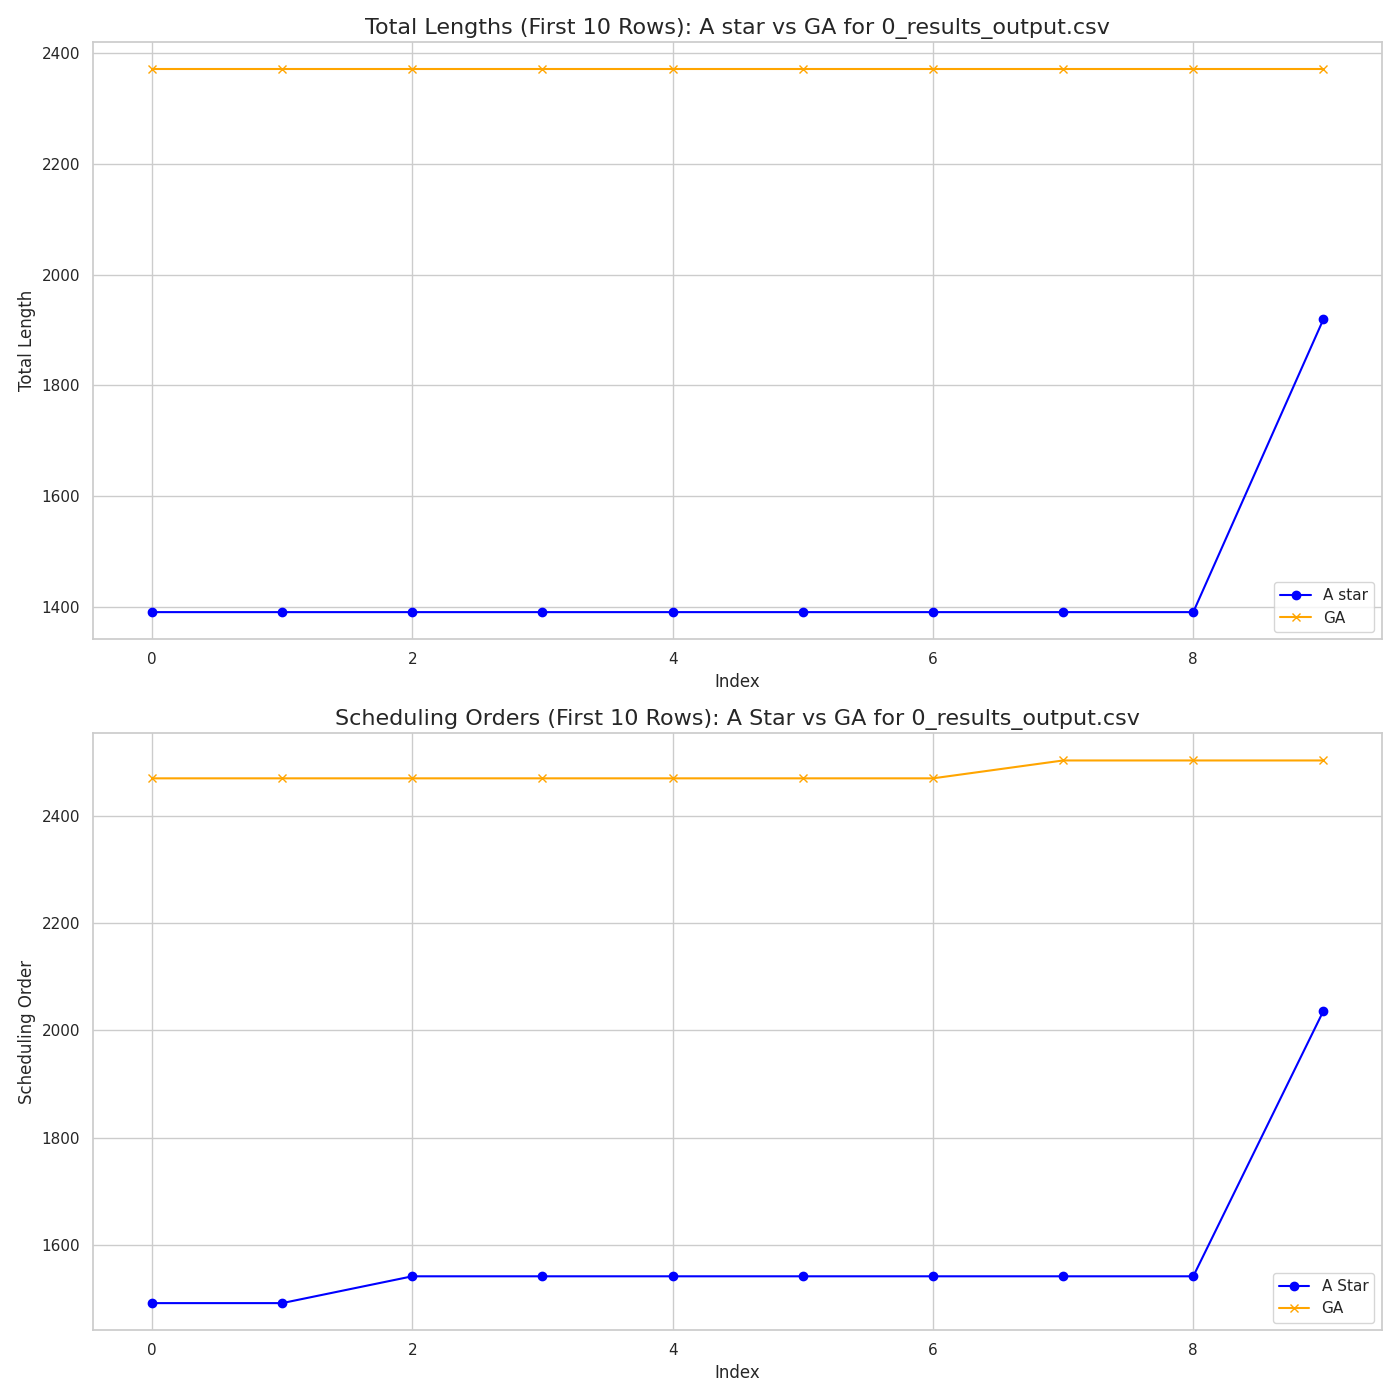 Total Lengths (First 10 Rows): A star vs GA for 0_results_output.csv
2400
2200
2000
1800
1600
1400
Total Length
A star
GA
0 2 4 6 8
Index
Scheduling Orders (First 10 Rows): A Star vs GA for 0_results_output.csv
2400
2200
2000
1800
1600
Scheduling Order
A Star
GA
0 2 4 6 8
Index